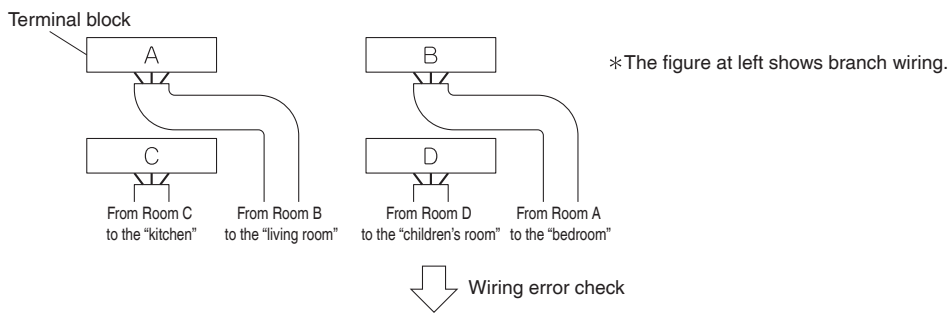 Terminal block
A
B
＊The figure at left shows branch wiring.
C
D
From Room C
to the “kitchen”
From Room B
to the “living room”
From Room D
to the “children’s room”
From Room A
to the “bedroom”
Wiring error check